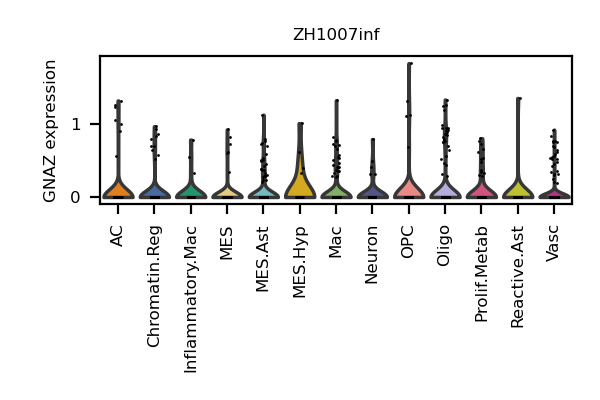 ZH1007inf
GNAZ expression
1
0
AC
Chromatin.Reg
Inflammatory.Mac
MES
MES.Ast
MES.Hyp
Mac
Neuron
OPC
Oligo
Prolif.Metab
Reactive.Ast
Vasc